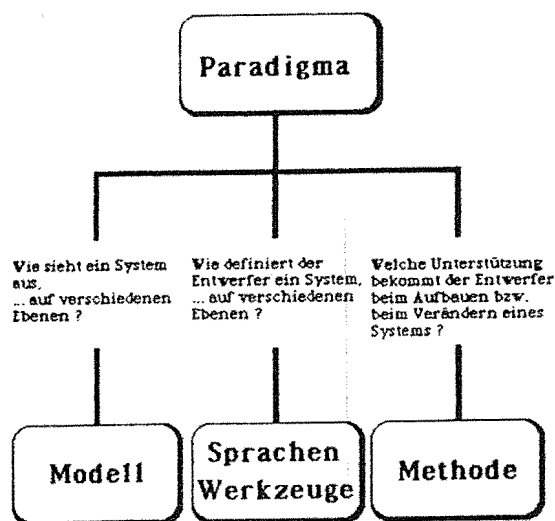 Paradigma
Wie sieht ein System
aus,
... auf verschiedenen
Ebenen ?
Wie definiert der
Entwerfer ein System,
... auf verschiedenen
Ebenen ?
Welche Unterstützung
bekommt der Entwerfer
beim Aufbauen bzw.
beim Verändern eines
Systems ?
Modell
Sprachen
Werkzeuge
Methode